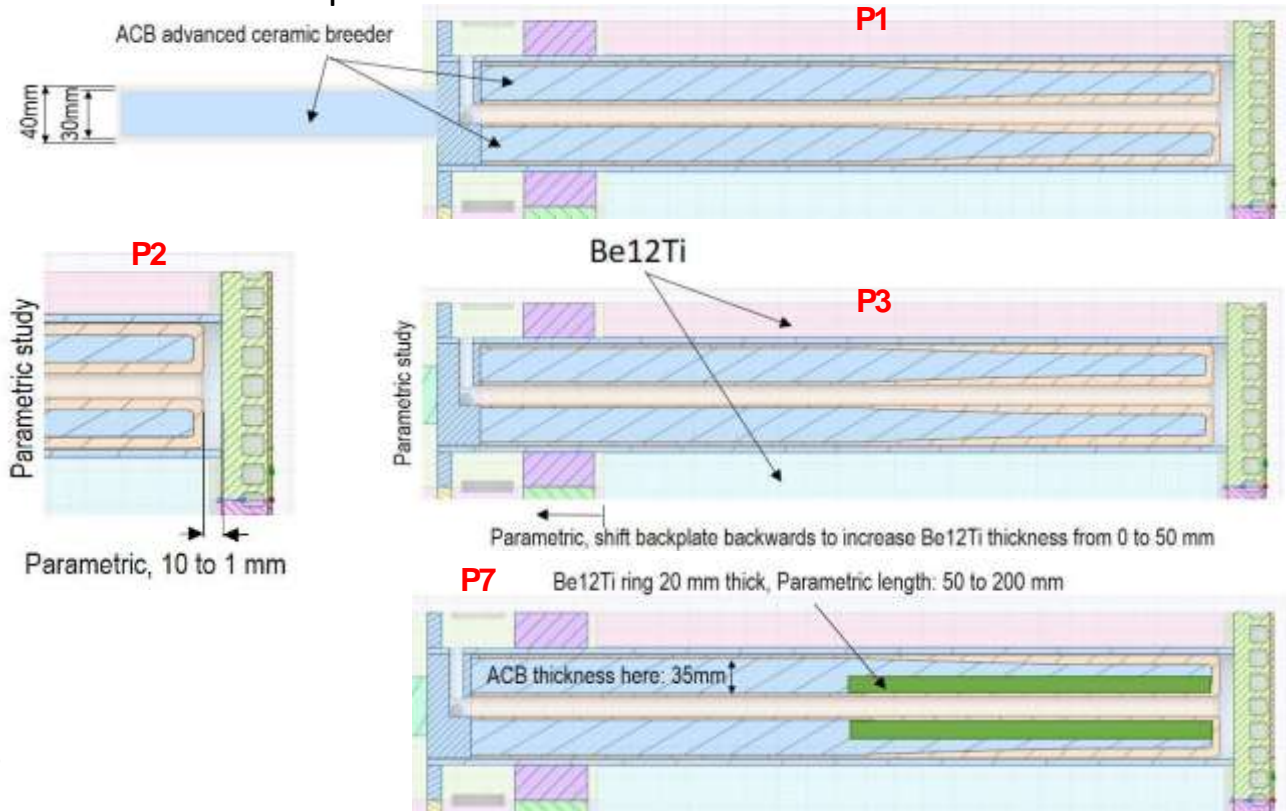 P1
ACB advanced ceramic breeder
40mm
30mm
P2
Parametric study
Parametric, 10 to 1 mm
Be12Ti
P3
Parametric study
Parametric, shift backplate backwards to increase Be12Ti thickness from 0 to 50 mm
P7
Be12Ti ring 20 mm thick, Parametric length: 50 to 200 mm
ACB thickness here: 35mm